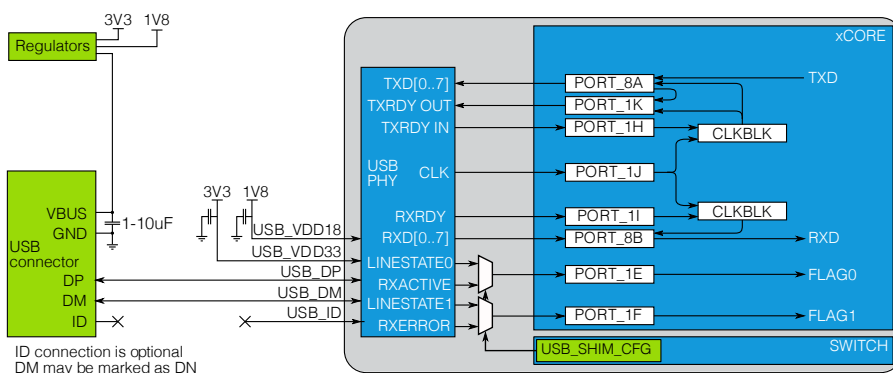 3V3
1V8
Regulators
xCORE
TXD[0..7]
PORT_8A
TXD
TXRDY OUT
PORT_1K
TXRDY IN
PORT_1H
CLKBLK
USB
PHY
CLK
PORT_1J
3V3
1V8
VBUS
1-10uF
GND
USB
connector
RXRDY
PORT_1I
CLKBLK
USB_VDD18
RXD[0..7]
PORT_8B
RXD
USB_VDD33
LINESTATE0
DP
USB_DP
RXACTIVE
PORT_1E
FLAG0
DM
USB_DM
LINESTATE1
ID
USB_ID
RXERROR
PORT_1F
FLAG1
USB_SHIM_CFG
SWITCH
ID connection is optional
DM may be marked as DN